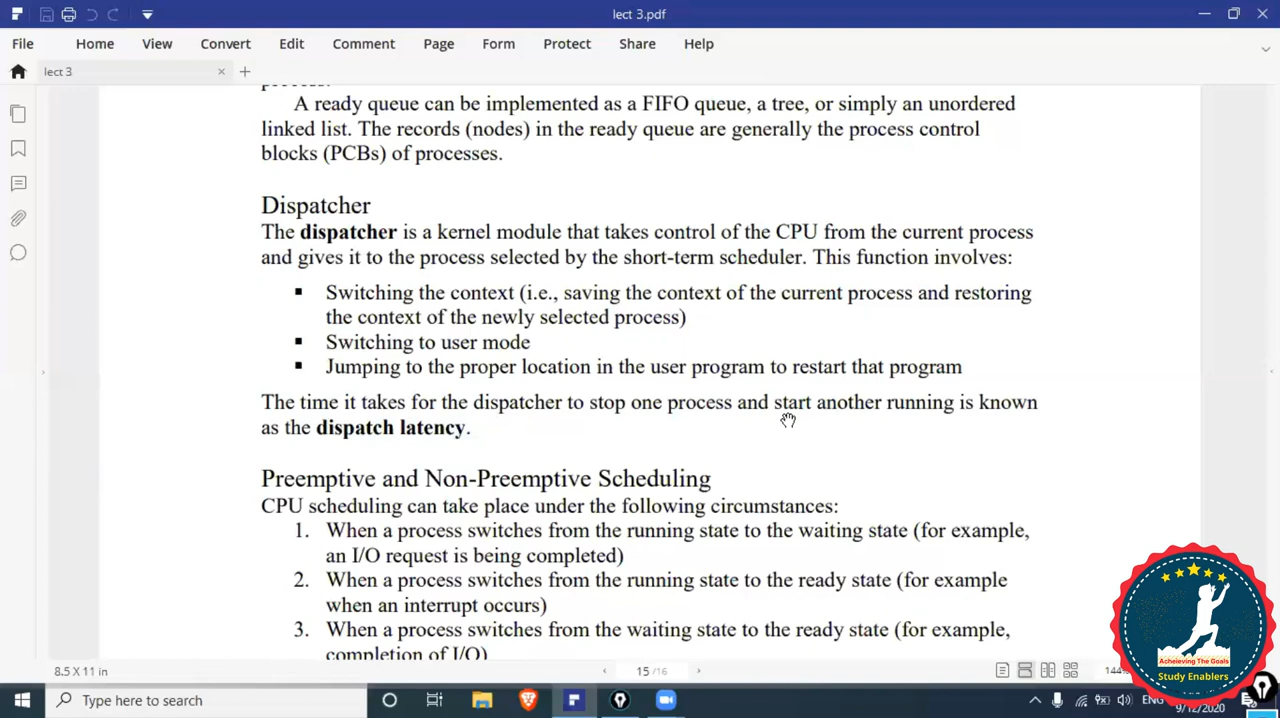 lect 3.pdf
File Home View Convert Edit Comment Page Form Protect Share Help
lect 3
process.
A ready queue can be implemented as a FIFO queue, a tree, or simply an unordered
linked list. The records (nodes) in the ready queue are generally the process control
blocks (PCBs) of processes.
Dispatcher
The dispatcher is a kernel module that takes control of the CPU from the current process
and gives it to the process selected by the short-term scheduler. This function involves:
▪ Switching the context (i.e., saving the context of the current process and restoring
the context of the newly selected process)
▪ Switching to user mode
▪ Jumping to the proper location in the user program to restart that program
The time it takes for the dispatcher to stop one process and start another running is known
as the dispatch latency.
Preemptive and Non-Preemptive Scheduling
CPU scheduling can take place under the following circumstances:
1. When a process switches from the running state to the waiting state (for example,
an I/O request is being completed)
2. When a process switches from the running state to the ready state (for example
when an interrupt occurs)
3. When a process switches from the waiting state to the ready state (for example,
completion of I/O)
Acheieving The Goals
Study Enablers
8.5 X 11 in 15 /16
Type here to search
9/12/2020